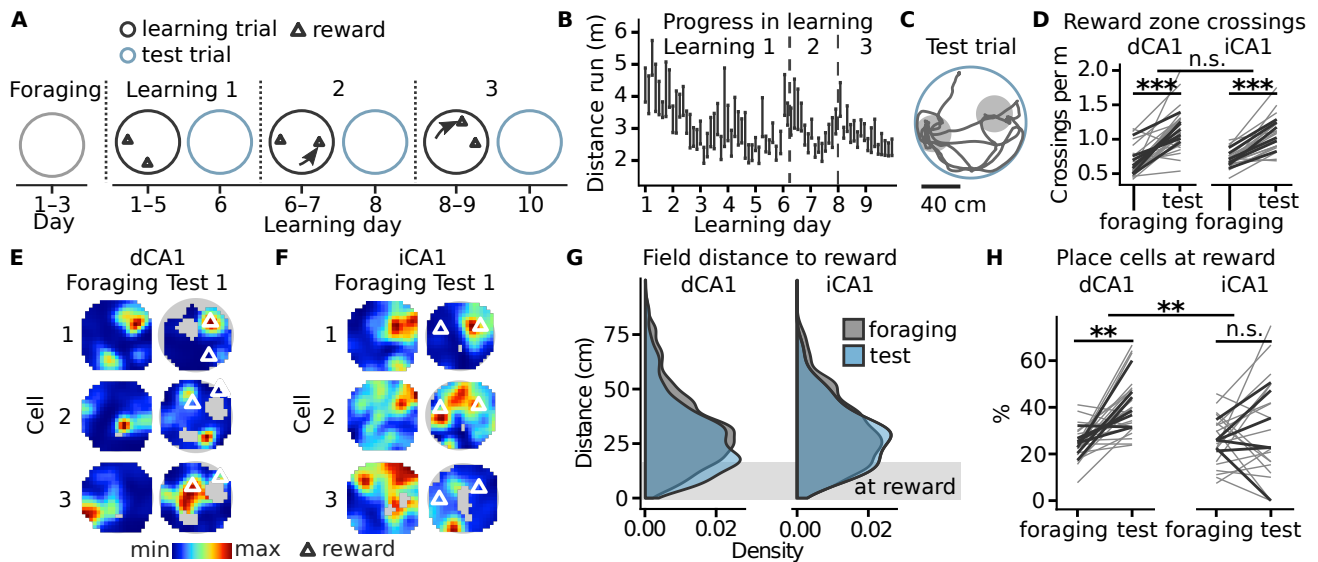 A
learning trial
reward
test trial
Foraging
Learning 1
2
3
1–3
1–5
6
6–7
8
8–9
10
Day
Learning day
B
Progress in learning
Learning 1
2
3
Distance run (m)
6
5
4
3
2
1 2 3 4 5 6 7 8 9
Learning day
C
Test trial
40 cm
D
Reward zone crossings
dCA1
iCA1
n.s.
***
***
Crossings per m
2.0
1.5
1.0
0.5
test
test
foraging
foraging
E
dCA1
Foraging Test 1
Cell
1
2
3
min
max
reward
F
iCA1
Foraging Test 1
1
2
3
G
Field distance to reward
dCA1
iCA1
foraging
test
Distance (cm)
75
50
25
0
at reward
0.00
0.02
0.00
0.02
Density
H
Place cells at reward
dCA1
iCA1
**
**
n.s.
%
60
40
20
0
foraging test
foraging test